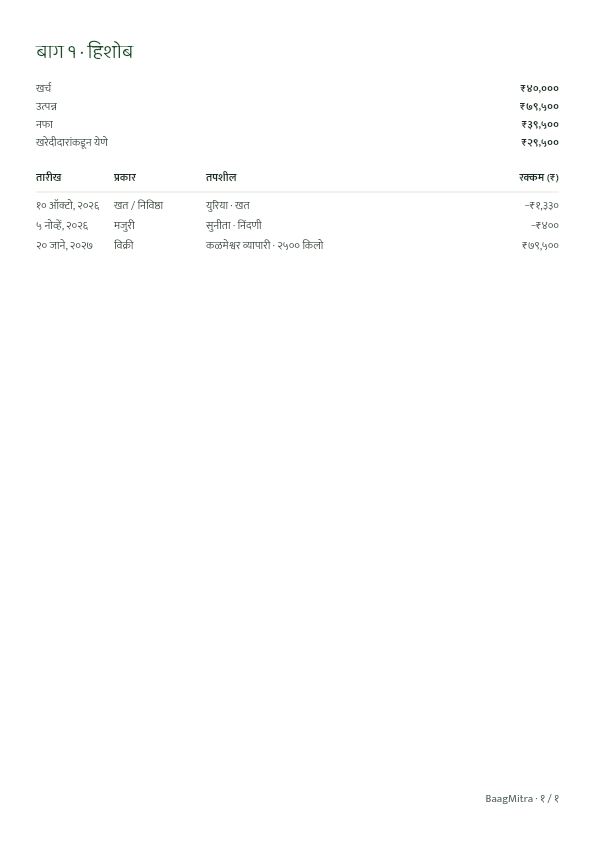 बाग १ · हिशोब
खर्च ₹४०,०००
उत्पन्न ₹७९,५००
नफा ₹३९,५००
खरेदीदारांकडून येणे ₹२९,५००
तारीख प्रकार तपशील रक्कम (₹)
१० ऑक्टो, २०२६ खत / निविष्ठा युरिया · खत −₹१,३३०
५ नोव्हें, २०२६ मजुरी सुनीता · निंदणी −₹४००
२० जाने, २०२७ विक्री कळमेश्वर व्यापारी · २५०० किलो ₹७९,५००
BaagMitra · १ / १